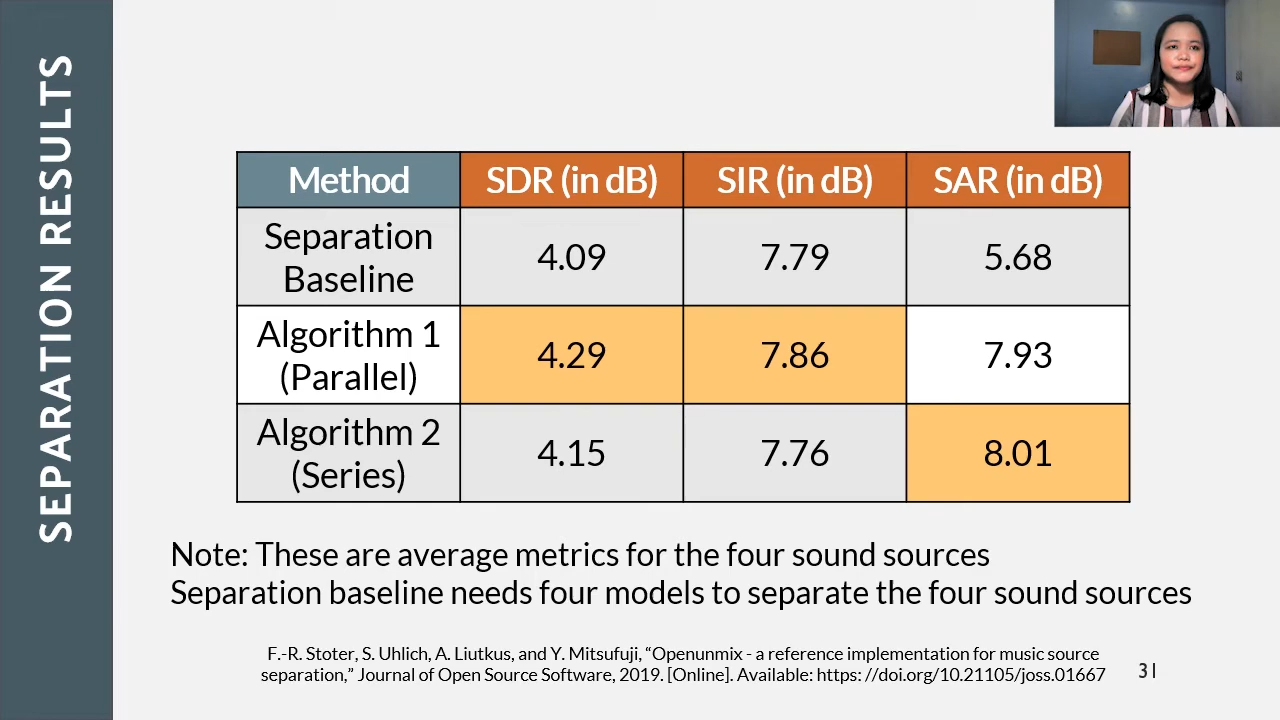 SEPARATION RESULTS
Method SDR (in dB) SIR (in dB) SAR (in dB)
Separation
Baseline 4.09 7.79 5.68
Algorithm 1
(Parallel) 4.29 7.86 7.93
Algorithm 2
(Series) 4.15 7.76 8.01
Note: These are average metrics for the four sound sources
Separation baseline needs four models to separate the four sound sources
F.-R. Stoter, S. Uhlich, A. Liutkus, and Y. Mitsufuji, “Openunmix - a reference implementation for music source
separation,” Journal of Open Source Software, 2019. [Online]. Available: https: //doi.org/10.21105/joss.01667
31